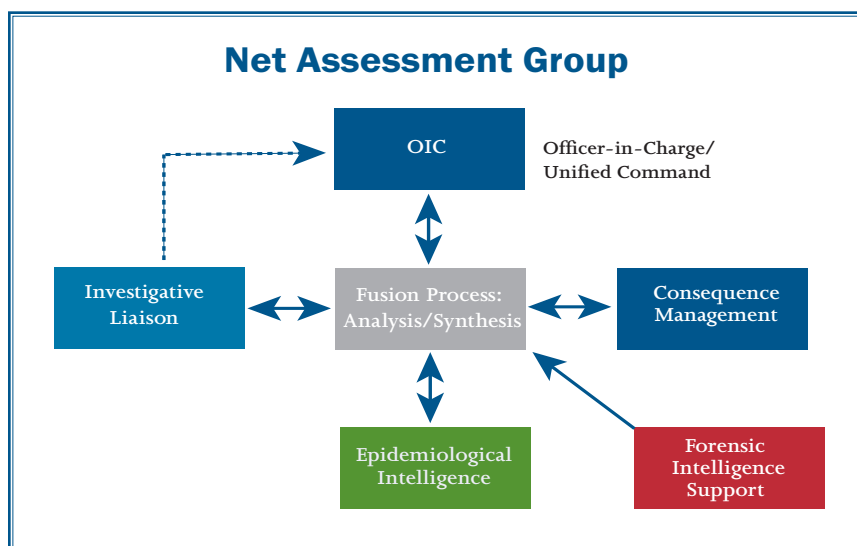 Net Assessment Group
OIC
Officer-in-Charge/
Unified Command
Investigative
Liaison
Fusion Process:
Analysis/Synthesis
Consequence
Management
Epidemiological
Intelligence
Forensic
Intelligence
Support